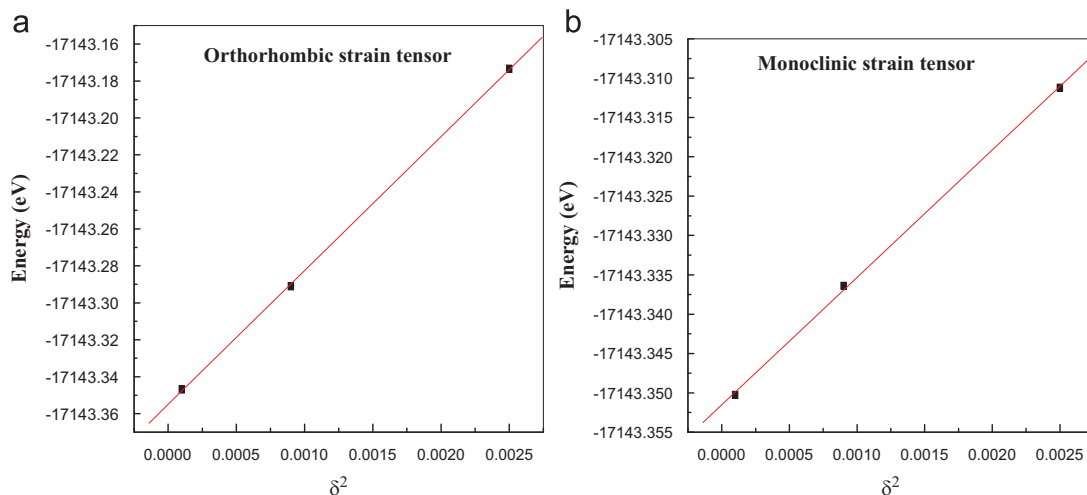 a
Orthorhombic strain tensor
-17143.16
-17143.18
-17143.20
-17143.22
-17143.24
-17143.26
-17143.28
-17143.30
-17143.32
-17143.34
-17143.36
Energy (eV)
0.0000 0.0005 0.0010 0.0015 0.0020 0.0025
δ²
b
Monoclinic strain tensor
-17143.305
-17143.310
-17143.315
-17143.320
-17143.325
-17143.330
-17143.335
-17143.340
-17143.345
-17143.350
-17143.355
Energy (eV)
0.0000 0.0005 0.0010 0.0015 0.0020 0.0025
δ²